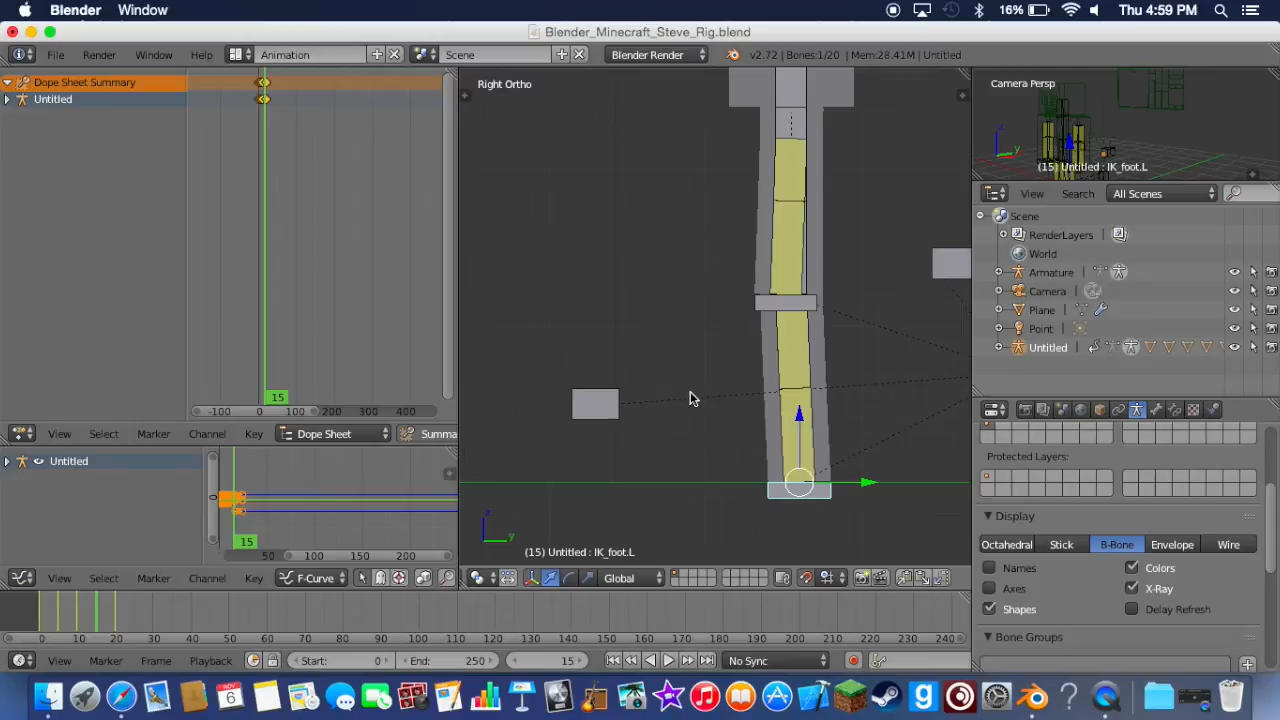 Blender Window 16% Thu 4:59 PM
Blender_Minecraft_Steve_Rig.blend
File Render Window Help Animation Scene Blender Render v2.72 | Bones:1/20 | Mem:28.41M | Untitled
Dope Sheet Summary
Untitled
15
-100 0 100 200 300 400
View Select Marker Channel Key Dope Sheet Summa
Untitled
0
15
50 100 150 200
View Select Marker Channel Key F-Curve
Right Ortho
z
y
(15) Untitled : IK_foot.L
Global
0 10 20 30 40 50 60 70 80 90 100 110 120 130 140 150 160 170 180 190 200 210 220 230 240
View Marker Frame Playback Start: 0 End: 250 15 No Sync
Camera Persp
z
y
(15) Untitled : IK_foot.L
View Search All Scenes
Scene
RenderLayers
World
Armature
Camera
Plane
Point
Untitled
Protected Layers:
Display
Octahedral Stick B-Bone Envelope Wire
Names Colors
Axes X-Ray
Shapes Delay Refresh
Bone Groups
NOV
6